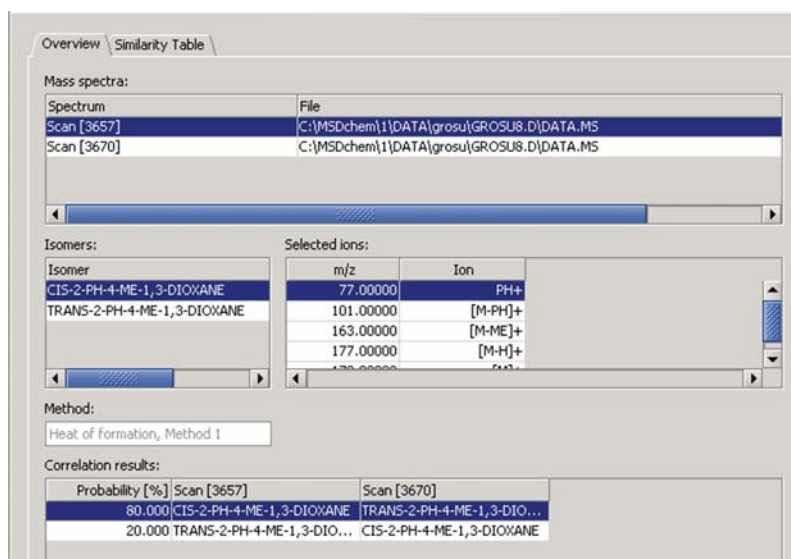 Overview Similarity Table
Mass spectra:
Spectrum File
Scan [3657] C:\MSDchem\1\DATA\grosu\GROSU8.D\DATA.MS
Scan [3670] C:\MSDchem\1\DATA\grosu\GROSU8.D\DATA.MS
Isomers: Selected ions:
Isomer m/z Ion
CIS-2-PH-4-ME-1,3-DIOXANE 77.00000 PH+
TRANS-2-PH-4-ME-1,3-DIOXANE 101.00000 [M-PH]+
163.00000 [M-ME]+
177.00000 [M-H]+
Method:
Heat of formation, Method 1
Correlation results:
Probability [%] Scan [3657] Scan [3670]
80.000 CIS-2-PH-4-ME-1,3-DIOXANE TRANS-2-PH-4-ME-1,3-DIO...
20.000 TRANS-2-PH-4-ME-1,3-DIO... CIS-2-PH-4-ME-1,3-DIOXANE